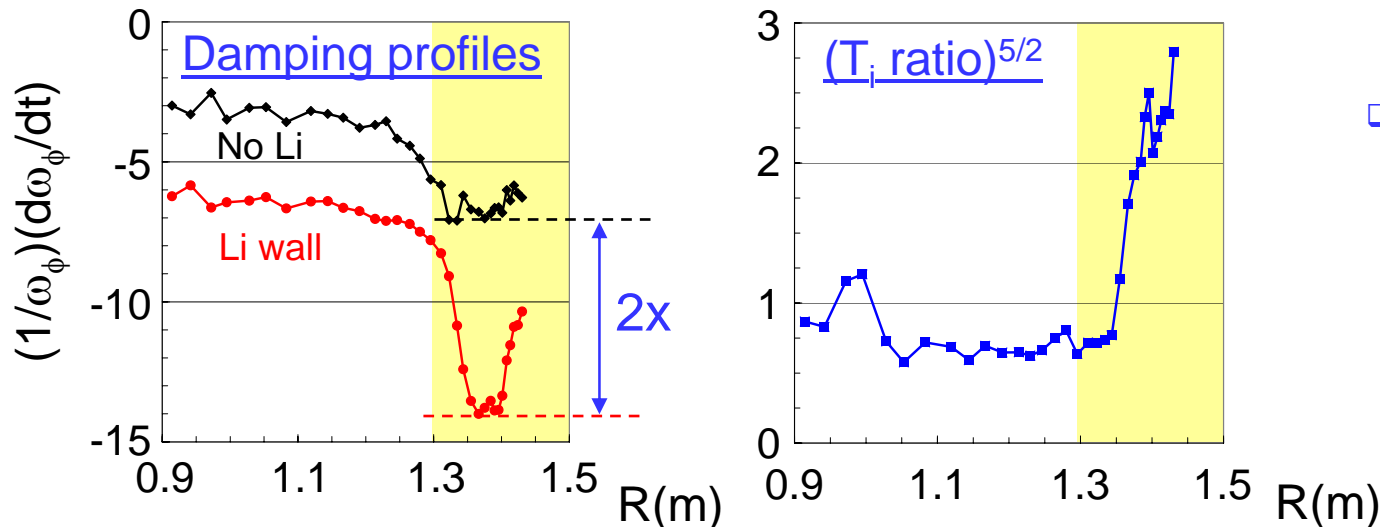 Damping profiles
(1/ωϕ)(dωϕ/dt)
0
-5
-10
-15
No Li
Li wall
2x
0.9 1.1 1.3 1.5
R(m)
(Ti ratio)5/2
3
2
1
0
0.9 1.1 1.3 1.5
R(m)